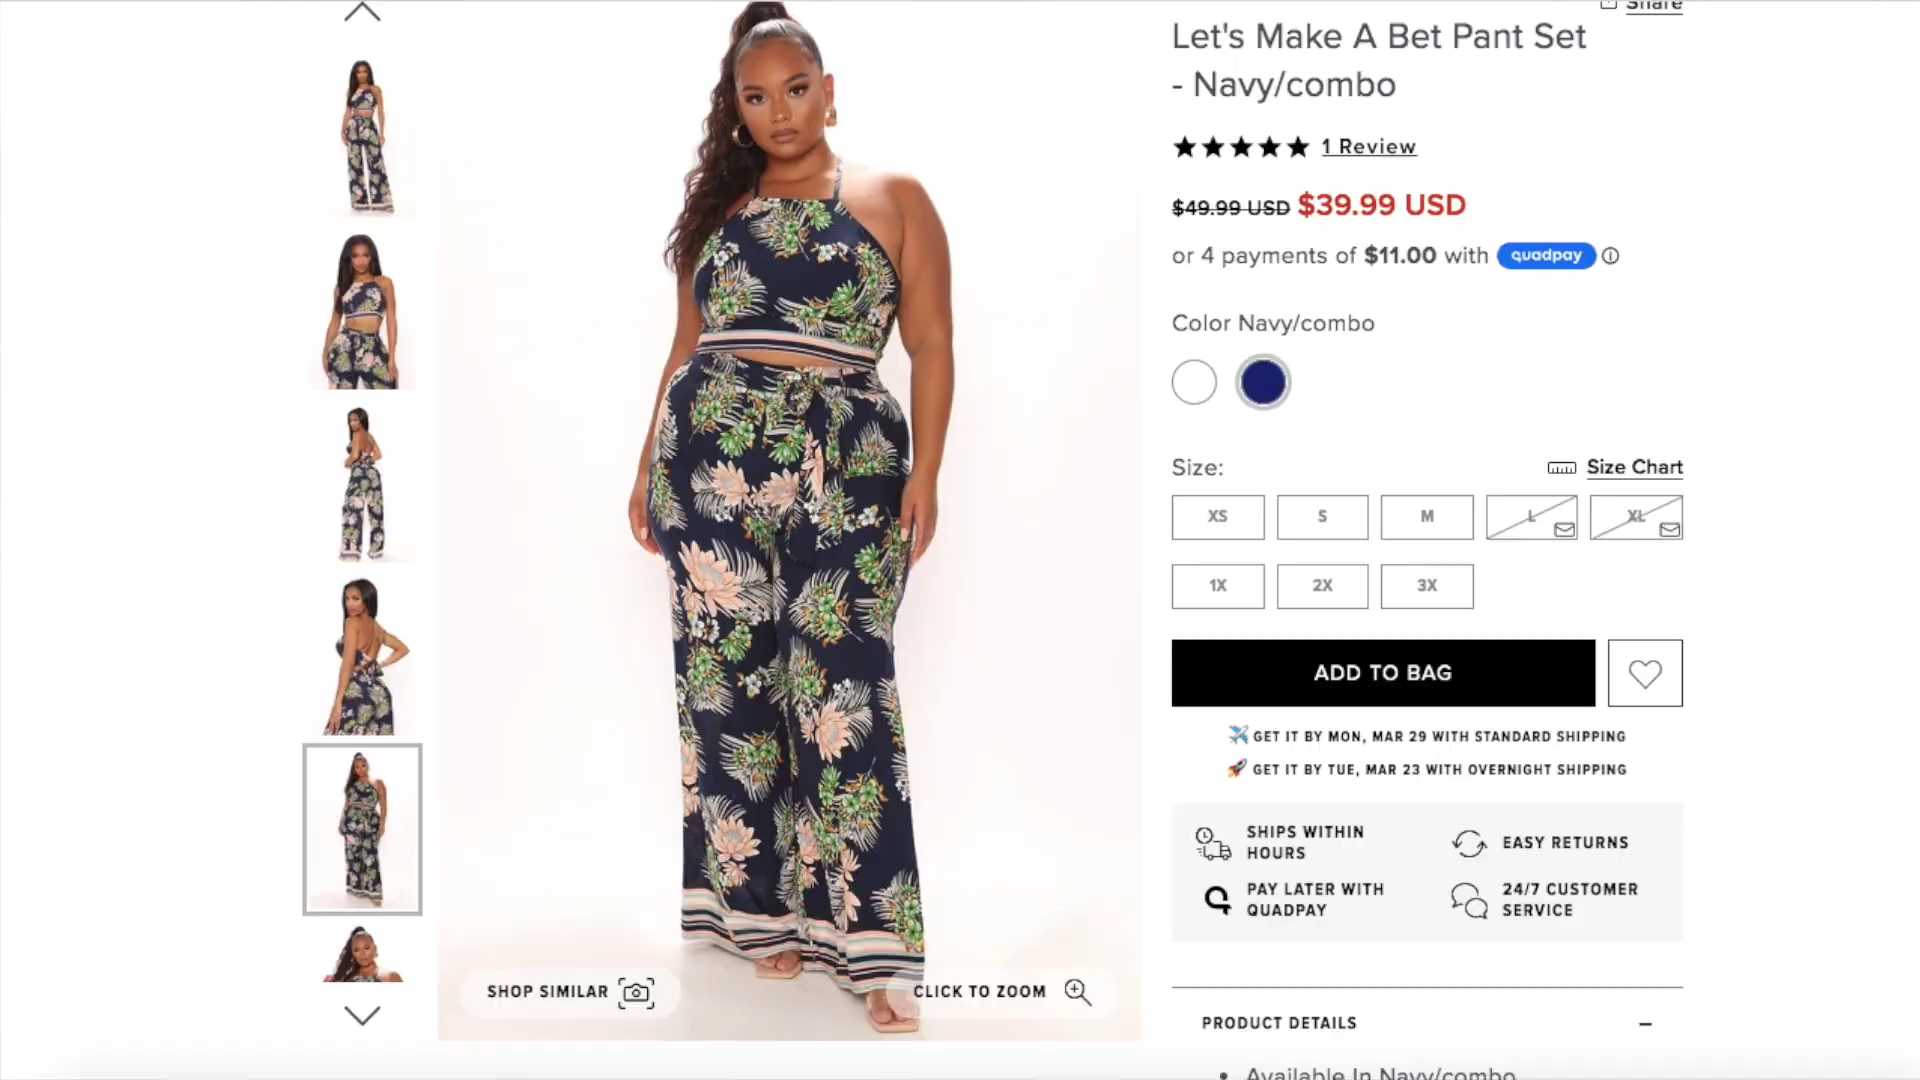 Share
Let's Make A Bet Pant Set
- Navy/combo
1 Review
$49.99 USD $39.99 USD
or 4 payments of $11.00 with quadpay
Color Navy/combo
Size:
Size Chart
XS S M L XL
1X 2X 3X
ADD TO BAG
GET IT BY MON, MAR 29 WITH STANDARD SHIPPING
GET IT BY TUE, MAR 23 WITH OVERNIGHT SHIPPING
SHIPS WITHIN
HOURS
EASY RETURNS
PAY LATER WITH
QUADPAY
24/7 CUSTOMER
SERVICE
SHOP SIMILAR
CLICK TO ZOOM
PRODUCT DETAILS
Available In Navy/combo